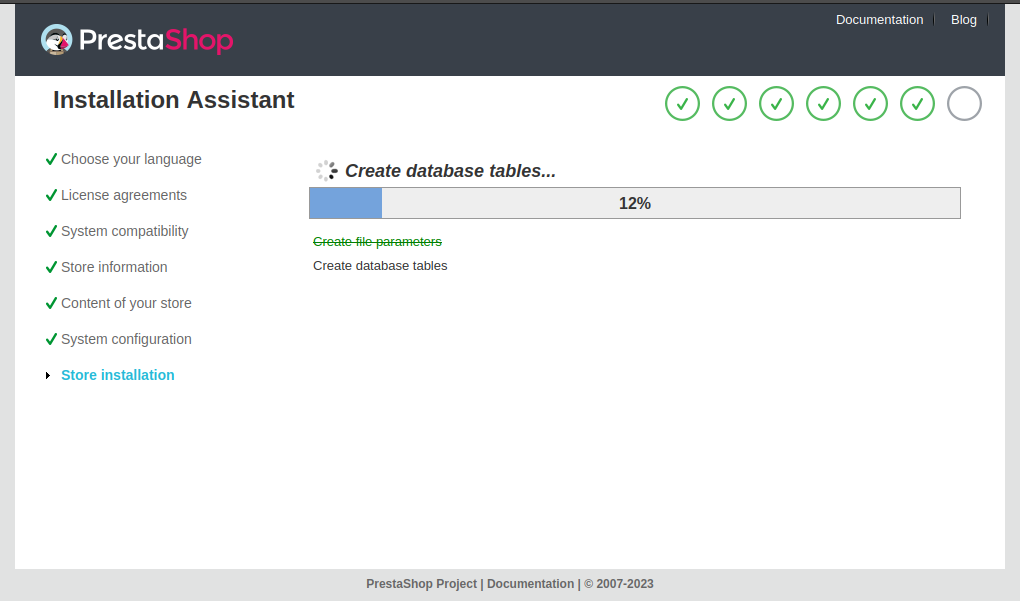 Documentation
Blog
PrestaShop
Installation Assistant
Choose your language
License agreements
System compatibility
Store information
Content of your store
System configuration
Store installation
Create database tables...
12%
Create file parameters
Create database tables
PrestaShop Project | Documentation | © 2007-2023